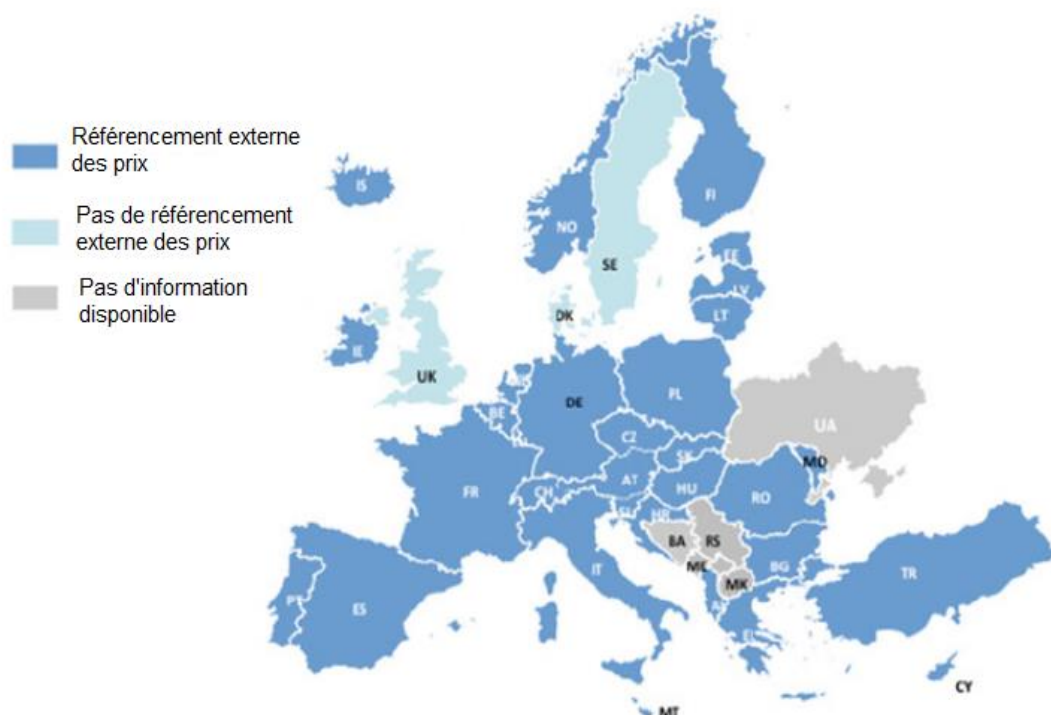 Référencement externe
des prix
Pas de référencement
externe des prix
Pas d'information
disponible
IS
NO
FI
SE
EE
LV
LT
DK
IE
UK
BE
DE
PL
UA
CZ
SK
MD
FR
CH
AT
HU
RO
HR
BA
RS
IT
ME
MK
BG
TR
PT
ES
EL
CY
MT